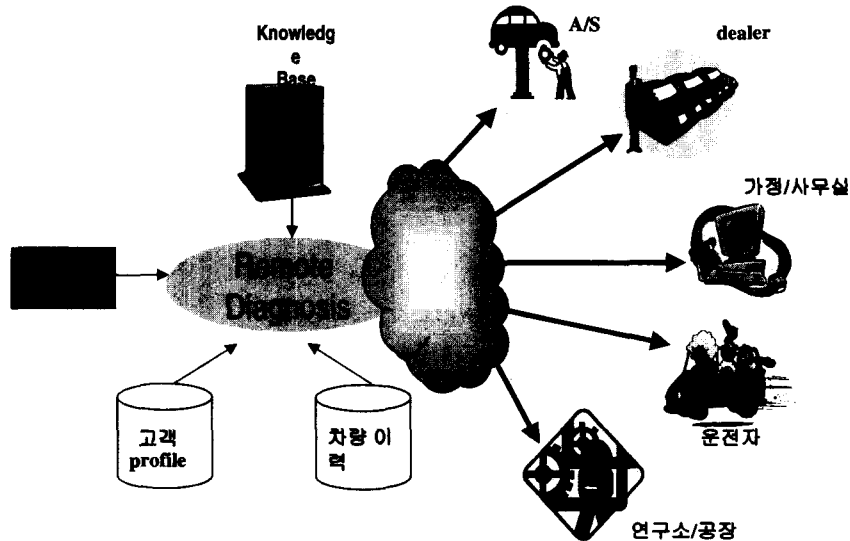 Knowledg
e
Base
A/S
dealer
가정/사무실
Remote
Diagnosis
고객
profile
차량 이
력
운전자
연구소/공장